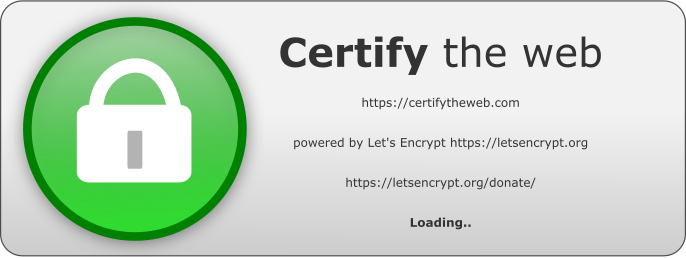 Certify the web
https://certifytheweb.com
powered by Let's Encrypt https://letsencrypt.org
https://letsencrypt.org/donate/
Loading..